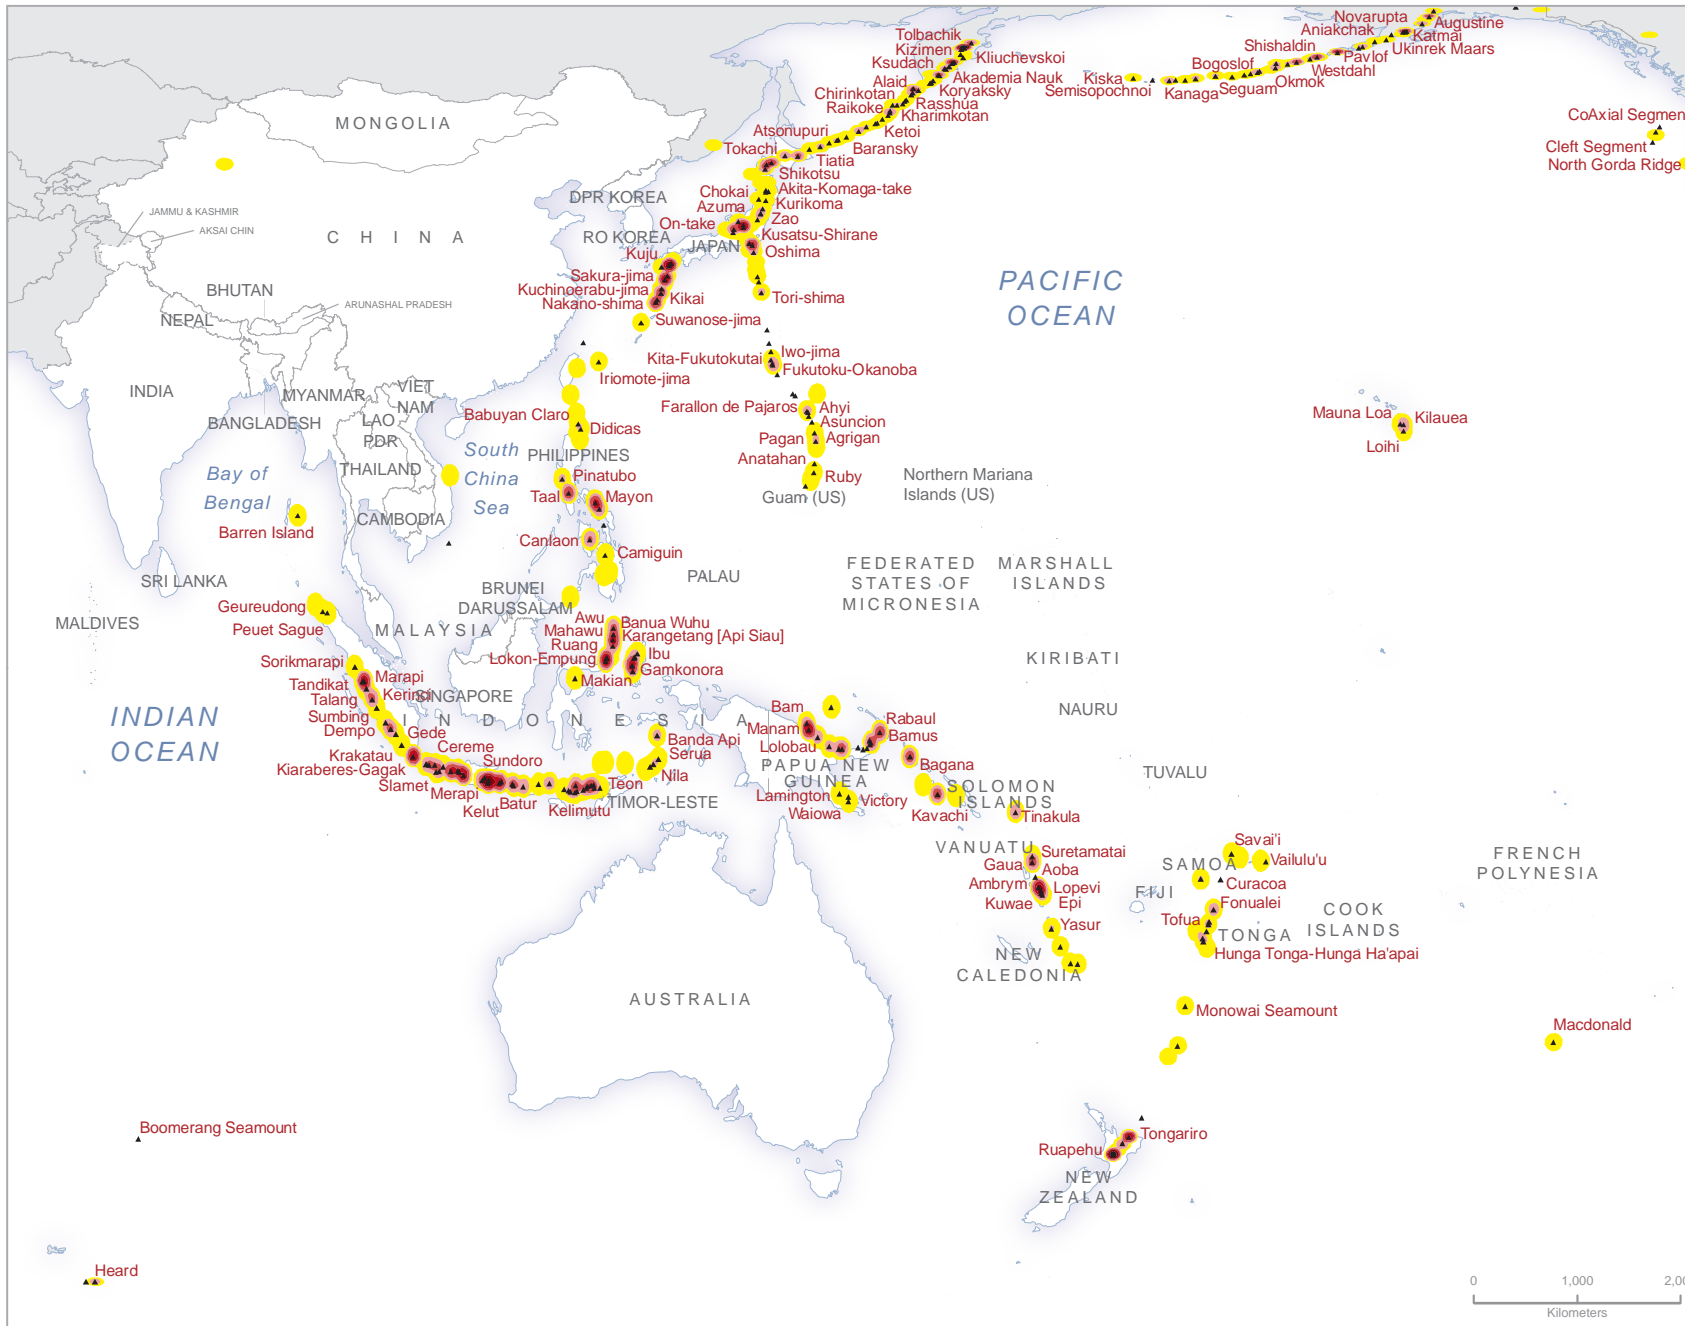 Novarupta
Augustine
Aniakchak
Katmai
Tolbachik
Kizimen
Kliuchevskoi
Shishaldin
Pavlof
Ukinrek Maars
Ksudach
Akademia Nauk
Bogoslof
Westdahl
Alaid
Koryaksky
Kiska
Semisopochnoi
Kanaga
Seguam
Okmok
Chirinkotan
Rasshua
Raikoke
Kharimkotan
CoAxial Segmen
Atsonupuri
Ketoi
Cleft Segment
Tokachi
Baransky
Tiatia
North Gorda Ridge
Shikotsu
MONGOLIA
Chokai
Akita-Komaga-take
DPR KOREA
Azuma
Kurikoma
JAMMU & KASHMIR
On-take
Zao
AKSAI CHIN
CHINA
RO KOREA
JAPAN
Kusatsu-Shirane
Kuju
Oshima
Sakura-jima
PACIFIC
OCEAN
BHUTAN
Kuchinoerabu-jima
Kikai
Tori-shima
ARUNASHAL PRADESH
Nakano-shima
NEPAL
Suwanose-jima
Iwo-jima
Kita-Fukutokutai
Fukutoku-Okanoba
Iriomote-jima
INDIA
MYANMAR
VIET
NAM
BANGLADESH
LAO
PDR
Babuyan Claro
Didicas
Farallon de Pajaros
Ahyi
Asuncion
Mauna Loa
Kilauea
Loihi
Pagan
Agrigan
South
China
Sea
PHILIPPINES
Anatahan
Ruby
THAILAND
Bay of
Bengal
Pinatubo
Northern Mariana
Islands (US)
Taal
Mayon
Guam (US)
CAMBODIA
Barren Island
Canlaon
Camiguin
SRI LANKA
BRUNEI
DARUSSALAM
PALAU
FEDERATED
STATES OF
MICRONESIA
MARSHALL
ISLANDS
Geureudong
Peuet Sague
MALDIVES
MALAYSIA
Awu
Banua Wuhu
Mahawu
Karangetang [Api Siau]
Ruang
Ibu
Lokon-Empung
Gamkonora
Makian
KIRIBATI
Sorikmarapi
Marapi
Tandikat
Kerinci
Talang
SINGAPORE
Sumbing
INDONESIA
Dempo
Gede
INDIAN
OCEAN
Bam
Rabaul
NAURU
Manam
Bamus
Banda Api
Lolobau
Krakatau
Cereme
Serua
PAPUA NEW
GUINEA
Bagana
Kiaraberes-Gagak
Sundoro
Nila
TUVALU
Slamet
Merapi
Batur
Teon
Lamington
Victory
SOLOMON
ISLANDS
Kelut
Kelimutu
TIMOR-LESTE
Waiowa
Kavachi
Tinakula
VANUATU
Suretamatai
Savai'i
Gaua
Aoba
SAMOA
Vailulu'u
FRENCH
POLYNESIA
Ambrym
Lopevi
Curacoa
Kuwae
Epi
FIJI
Fonualei
COOK
ISLANDS
Yasur
Tofua
TONGA
NEW
CALEDONIA
Hunga Tonga-Hunga Ha'apai
AUSTRALIA
Monowai Seamount
Macdonald
Boomerang Seamount
Tongariro
Ruapehu
NEW
ZEALAND
Heard
0 1,000 2,00
Kilometers